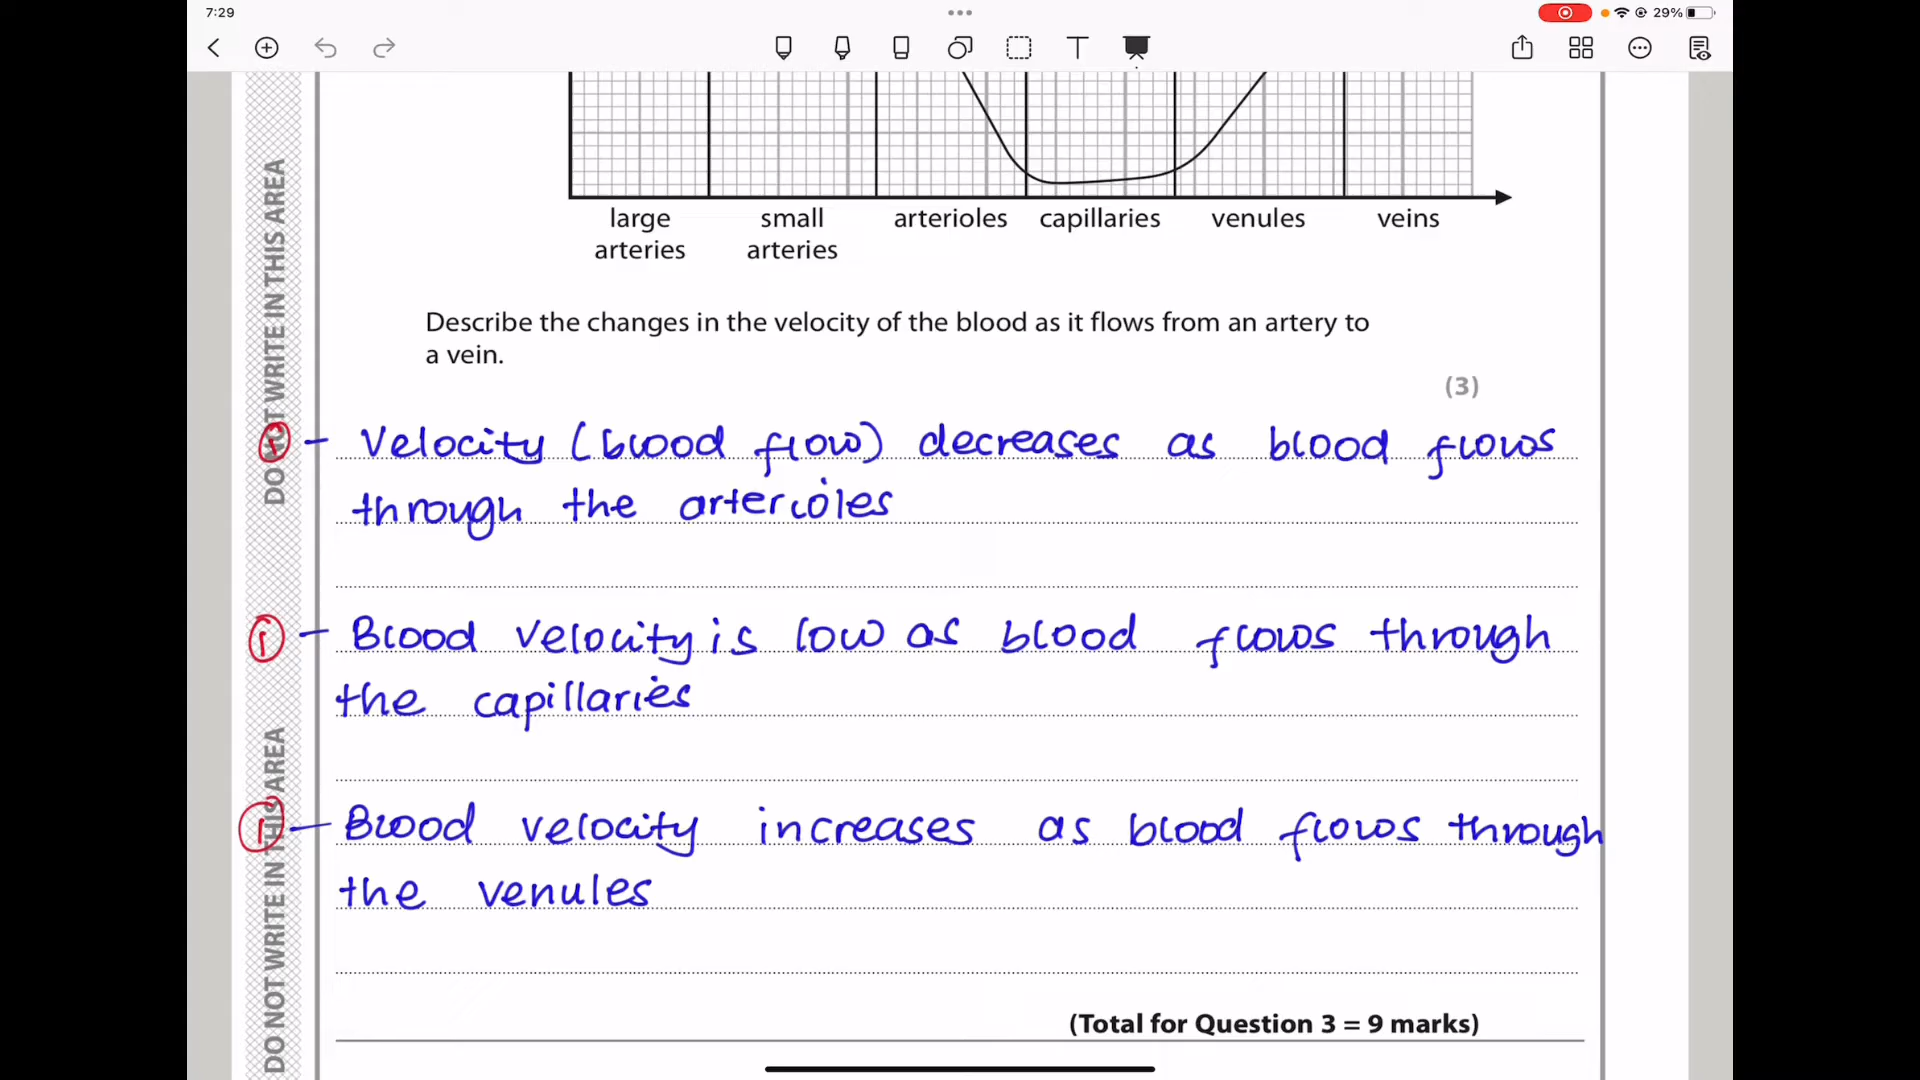 7:29
29%
large
arteries
small
arteries
arterioles
capillaries
venules
veins
Describe the changes in the velocity of the blood as it flows from an artery to
a vein.
(3)
① – Velocity (blood flow) decreases as blood flows
through the arterioles
① – Blood velocity is low as blood flows through
the capillaries
① – Blood velocity increases as blood flows through
the venules
(Total for Question 3 = 9 marks)
DO NOT WRITE IN THIS AREA
DO NOT WRITE IN THIS AREA